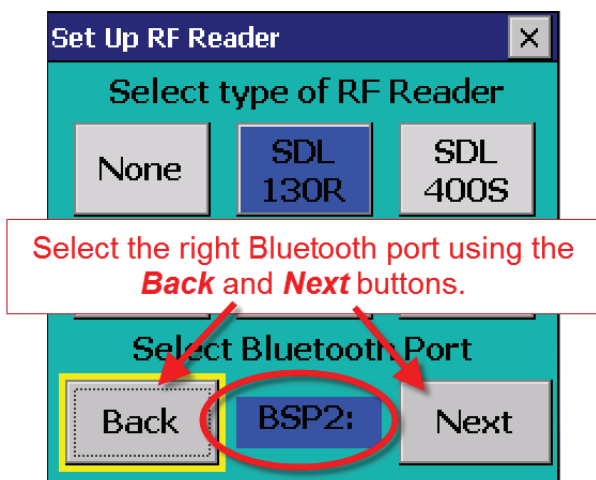 Set Up RF Reader
Select type of RF Reader
None
SDL
130R
SDL
400S
Select the right Bluetooth port using the
Back and Next buttons.
Select Bluetooth Port
Back
BSP2:
Next